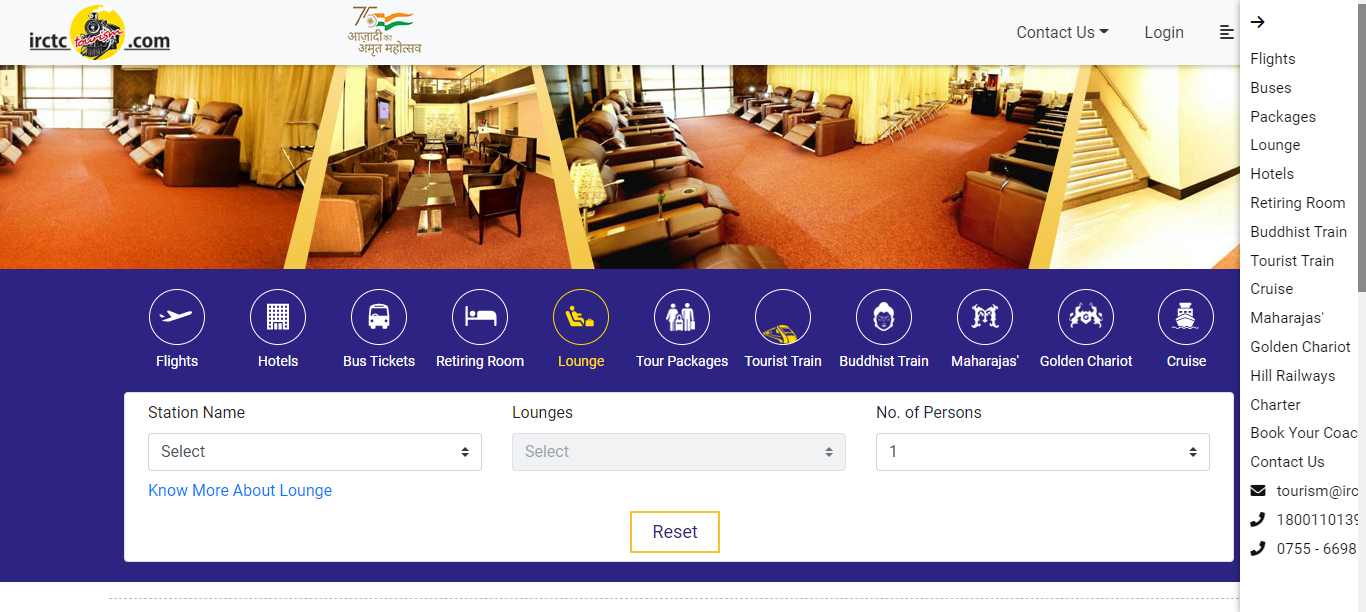 irctc tourism .com
75
आज़ादी का
अमृत महोत्सव
Contact Us
Login
Flights
Hotels
Bus Tickets
Retiring Room
Lounge
Tour Packages
Tourist Train
Buddhist Train
Maharajas'
Golden Chariot
Cruise
Station Name
Lounges
No. of Persons
Select
Select
1
Know More About Lounge
Reset
Flights
Buses
Packages
Lounge
Hotels
Retiring Room
Buddhist Train
Tourist Train
Cruise
Maharajas'
Golden Chariot
Hill Railways
Charter
Book Your Coac
Contact Us
tourism@irc
1800110139
0755 - 6698